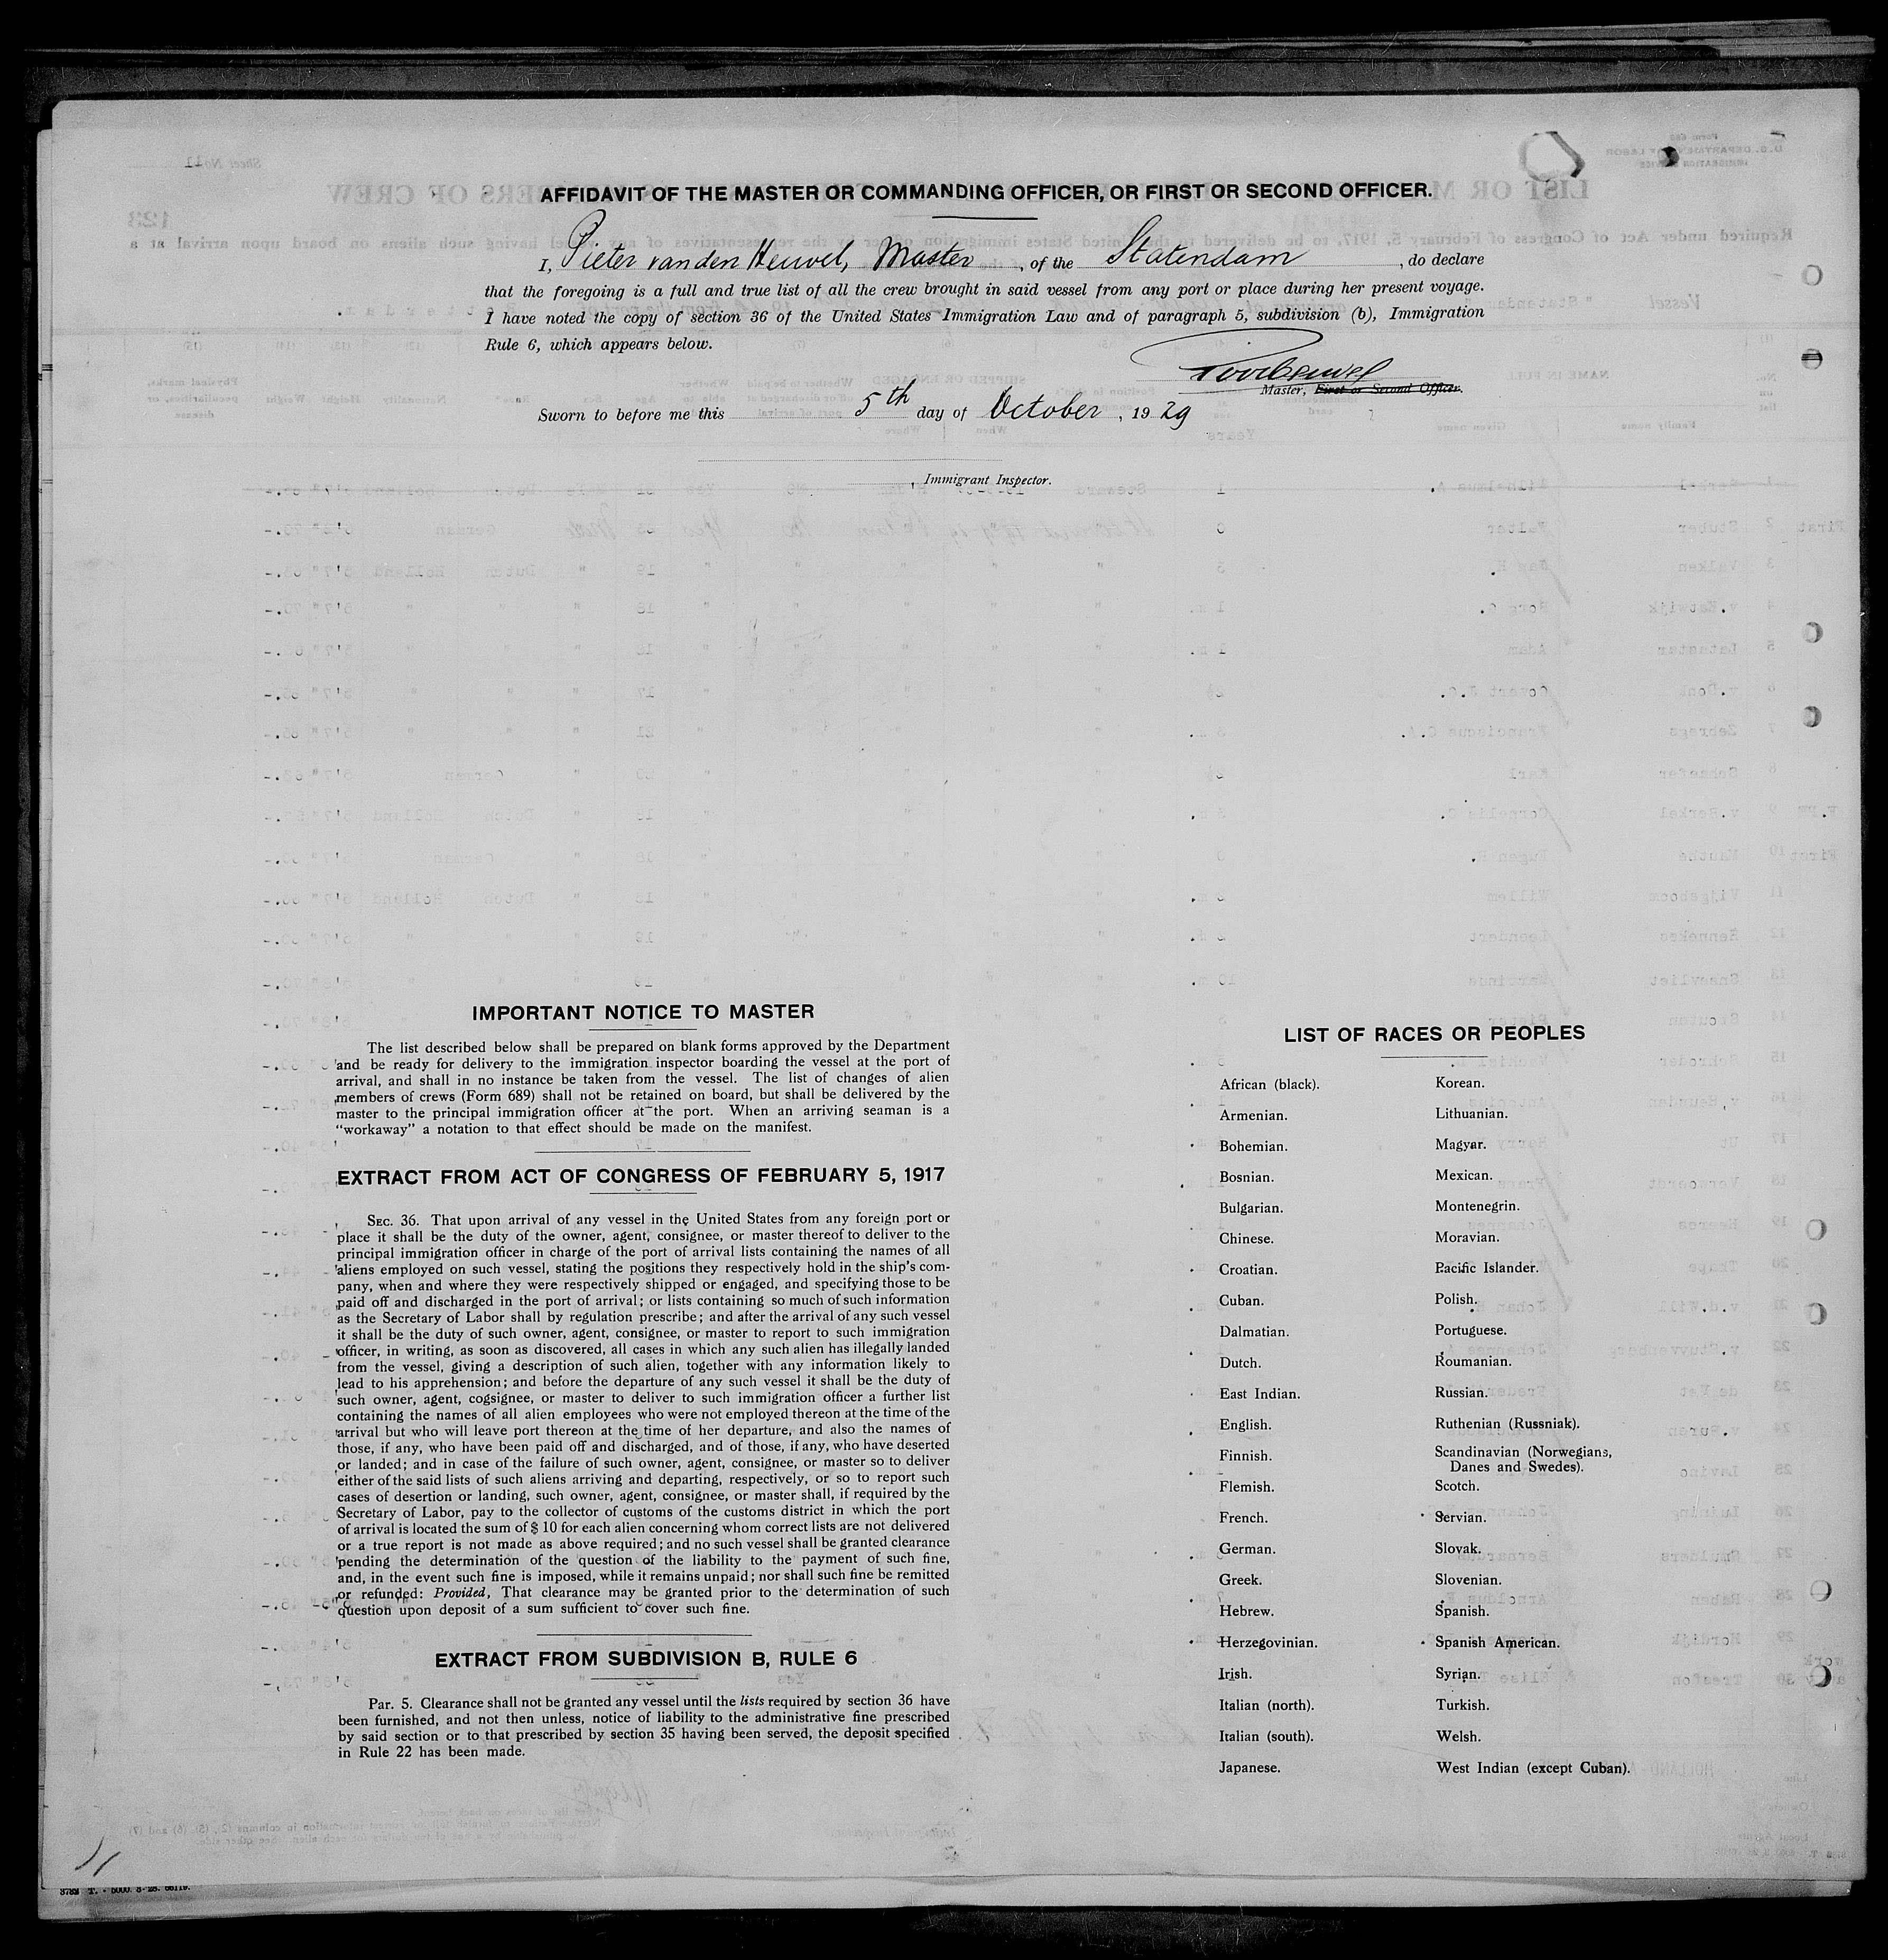 AFFIDAVIT OF THE MASTER OR COMMANDING OFFICER, OR FIRST OR SECOND OFFICER.
I, Pieter van den Heuvel, Master, of the Statendam, do declare
that the foregoing is a full and true list of all the crew brought in said vessel from any port or place during her present voyage.
I have noted the copy of section 36 of the United States Immigration Law and of paragraph 5, subdivision (b), Immigration
Rule 6, which appears below.
Master, First or Second Officer.
Sworn to before me this 5th day of October, 1929
, Immigrant Inspector.
IMPORTANT NOTICE TO MASTER
The list described below shall be prepared on blank forms approved by the Department
and be ready for delivery to the immigration inspector boarding the vessel at the port of
arrival, and shall in no instance be taken from the vessel. The list of changes of alien
members of crews (Form 689) shall not be retained on board, but shall be delivered by the
master to the principal immigration officer at the port. When an arriving seaman is a
"workaway" a notation to that effect should be made on the manifest.
EXTRACT FROM ACT OF CONGRESS OF FEBRUARY 5, 1917
SEC. 36. That upon arrival of any vessel in the United States from any foreign port or
place it shall be the duty of the owner, agent, consignee, or master thereof to deliver to the
principal immigration officer in charge of the port of arrival lists containing the names of all
aliens employed on such vessel, stating the positions they respectively hold in the ship's com-
pany, when and where they were respectively shipped or engaged, and specifying those to be
paid off and discharged in the port of arrival; or lists containing so much of such information
as the Secretary of Labor shall by regulation prescribe; and after the arrival of any such vessel
it shall be the duty of such owner, agent, consignee, or master to report to such immigration
officer, in writing, as soon as discovered, all cases in which any such alien has illegally landed
from the vessel, giving a description of such alien, together with any information likely to
lead to his apprehension; and before the departure of any such vessel it shall be the duty of
such owner, agent, cogsignee, or master to deliver to such immigration officer a further list
containing the names of all alien employees who were not employed thereon at the time of the
arrival but who will leave port thereon at the time of her departure, and also the names of
those, if any, who have been paid off and discharged, and of those, if any, who have deserted
or landed; and in case of the failure of such owner, agent, consignee, or master so to deliver
either of the said lists of such aliens arriving and departing, respectively, or so to report such
cases of desertion or landing, such owner, agent, consignee, or master shall, if required by the
Secretary of Labor, pay to the collector of customs of the customs district in which the port
of arrival is located the sum of $ 10 for each alien concerning whom correct lists are not delivered
or a true report is not made as above required; and no such vessel shall be granted clearance
pending the determination of the question of the liability to the payment of such fine,
and, in the event such fine is imposed, while it remains unpaid; nor shall such fine be remitted
or refunded: Provided, That clearance may be granted prior to the determination of such
question upon deposit of a sum sufficient to cover such fine.
EXTRACT FROM SUBDIVISION B, RULE 6
Par. 5. Clearance shall not be granted any vessel until the lists required by section 36 have
been furnished, and not then unless, notice of liability to the administrative fine prescribed
by said section or to that prescribed by section 35 having been served, the deposit specified
in Rule 22 has been made.
LIST OF RACES OR PEOPLES
African (black).
Armenian.
Bohemian.
Bosnian.
Bulgarian.
Chinese.
Croatian.
Cuban.
Dalmatian.
Dutch.
East Indian.
English.
Finnish.
Flemish.
French.
German.
Greek.
Hebrew.
Herzegovinian.
Irish.
Italian (north).
Italian (south).
Japanese.
Korean.
Lithuanian.
Magyar.
Mexican.
Montenegrin.
Moravian.
Pacific Islander.
Polish.
Portuguese.
Roumanian.
Russian.
Ruthenian (Russniak).
Scandinavian (Norwegians,
Danes and Swedes).
Scotch.
Servian.
Slovak.
Slovenian.
Spanish.
Spanish American.
Syrian.
Turkish.
Welsh.
West Indian (except Cuban).
11